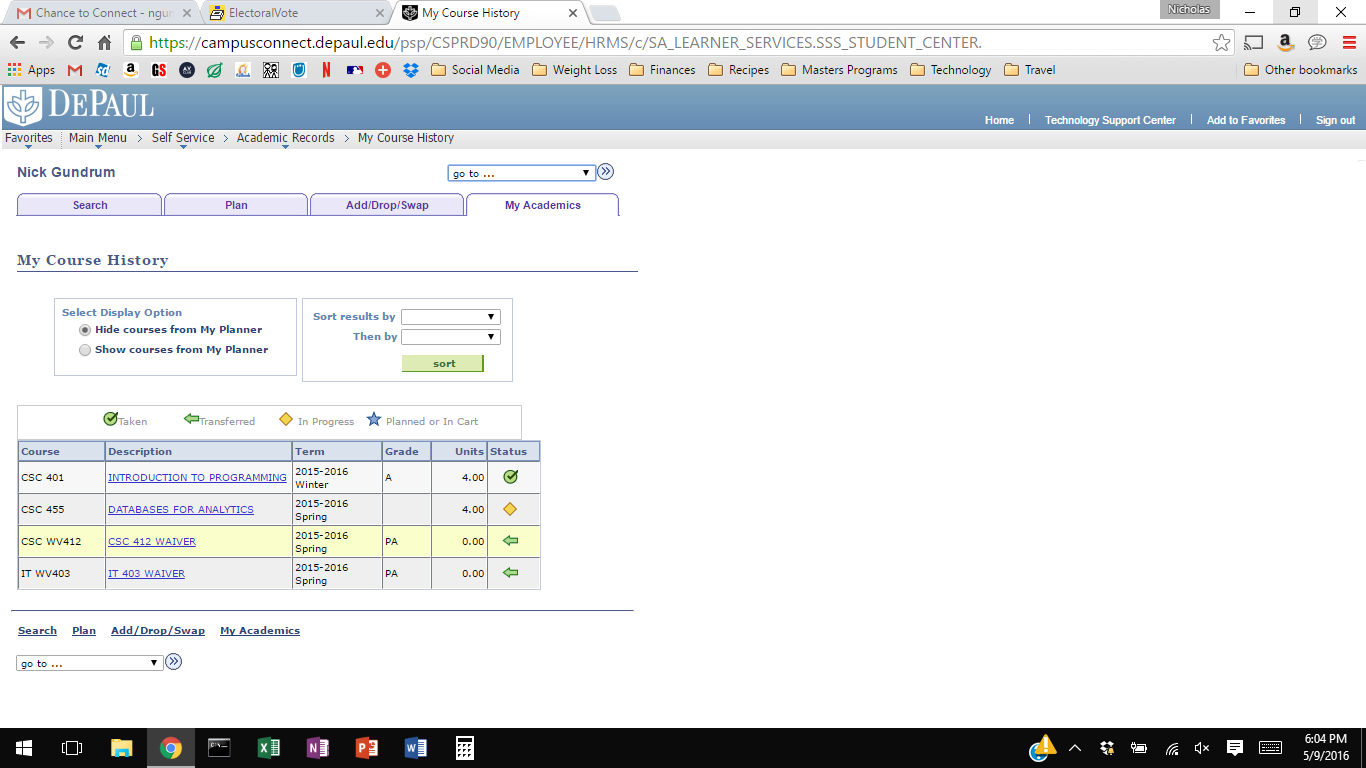 Nicholas
Chance to Connect - ngur
ElectoralVote
My Course History
https://campusconnect.depaul.edu/psp/CSPRD90/EMPLOYEE/HRMS/c/SA_LEARNER_SERVICES.SSS_STUDENT_CENTER.
Apps GS N Social Media Weight Loss Finances Recipes Masters Programs Technology Travel Other bookmarks
DEPAUL
Home Technology Support Center Add to Favorites Sign out
Favorites Main Menu > Self Service > Academic Records > My Course History
Nick Gundrum
go to ...
Search Plan Add/Drop/Swap My Academics
My Course History
Select Display Option
Hide courses from My Planner
Show courses from My Planner
Sort results by
Then by
sort
Taken Transferred In Progress Planned or In Cart
Course Description Term Grade Units Status
CSC 401 INTRODUCTION TO PROGRAMMING 2015-2016 Winter A 4.00
CSC 455 DATABASES FOR ANALYTICS 2015-2016 Spring 4.00
CSC WV412 CSC 412 WAIVER 2015-2016 Spring PA 0.00
IT WV403 IT 403 WAIVER 2015-2016 Spring PA 0.00
Search Plan Add/Drop/Swap My Academics
go to ...
6:04 PM
5/9/2016